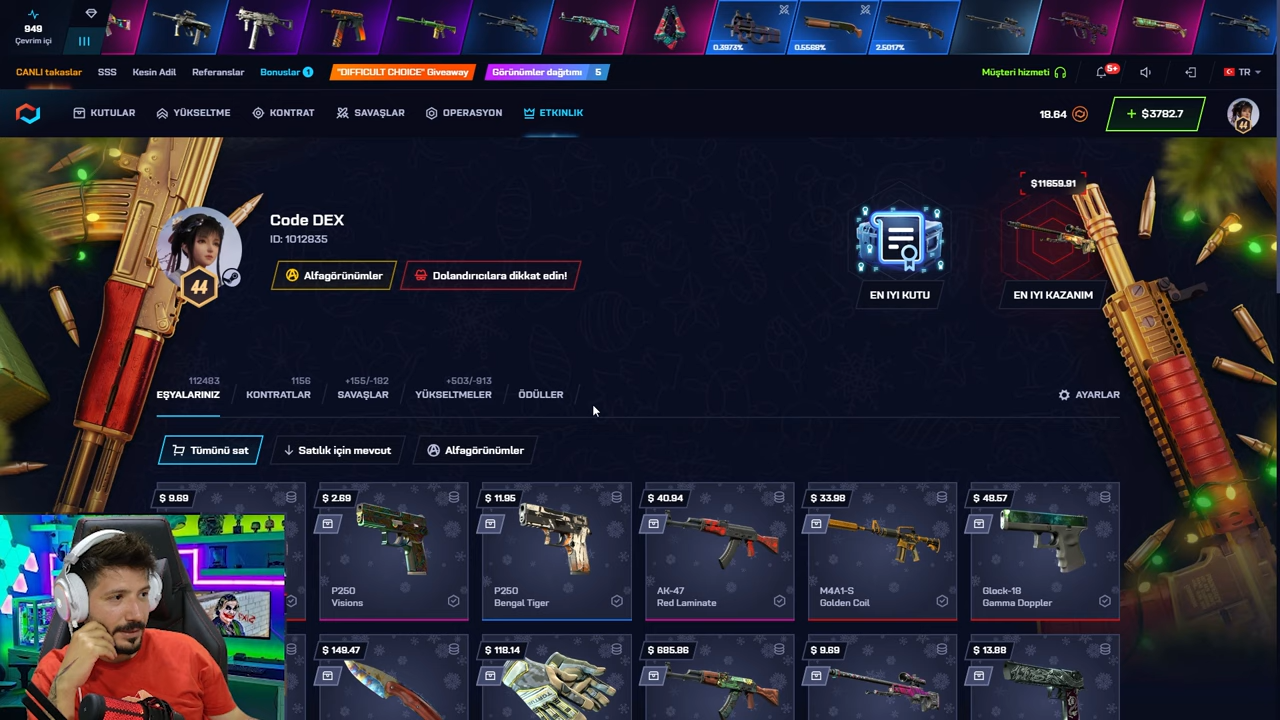 949
Çevrim içi
0.3973%
0.5568%
2.5017%
CANLI takaslar
SSS
Kesin Adil
Referanslar
Bonuslar 1
"DIFFICULT CHOICE" Giveaway
Görünümler dağıtımı 5
Müşteri hizmeti
5+
TR
KUTULAR
YÜKSELTME
KONTRAT
SAVAŞLAR
OPERASYON
ETKINLIK
18.64
+ $3782.7
44
$11659.91
Code DEX
ID: 1012835
44
Alfagörünümler
Dolandırıcılara dikkat edin!
EN IYI KUTU
EN IYI KAZANIM
112483
EŞYALARINIZ
1156
KONTRATLAR
+155/-182
SAVAŞLAR
+503/-913
YÜKSELTMELER
ÖDÜLLER
AYARLAR
Tümünü sat
Satılık için mevcut
Alfagörünümler
$ 9.69
$ 2.69
$ 11.95
$ 40.94
$ 33.98
$ 48.57
P250
Visions
P250
Bengal Tiger
AK-47
Red Laminate
M4A1-S
Golden Coil
Glock-18
Gamma Doppler
$ 149.47
$ 118.14
$ 685.86
$ 9.69
$ 13.88